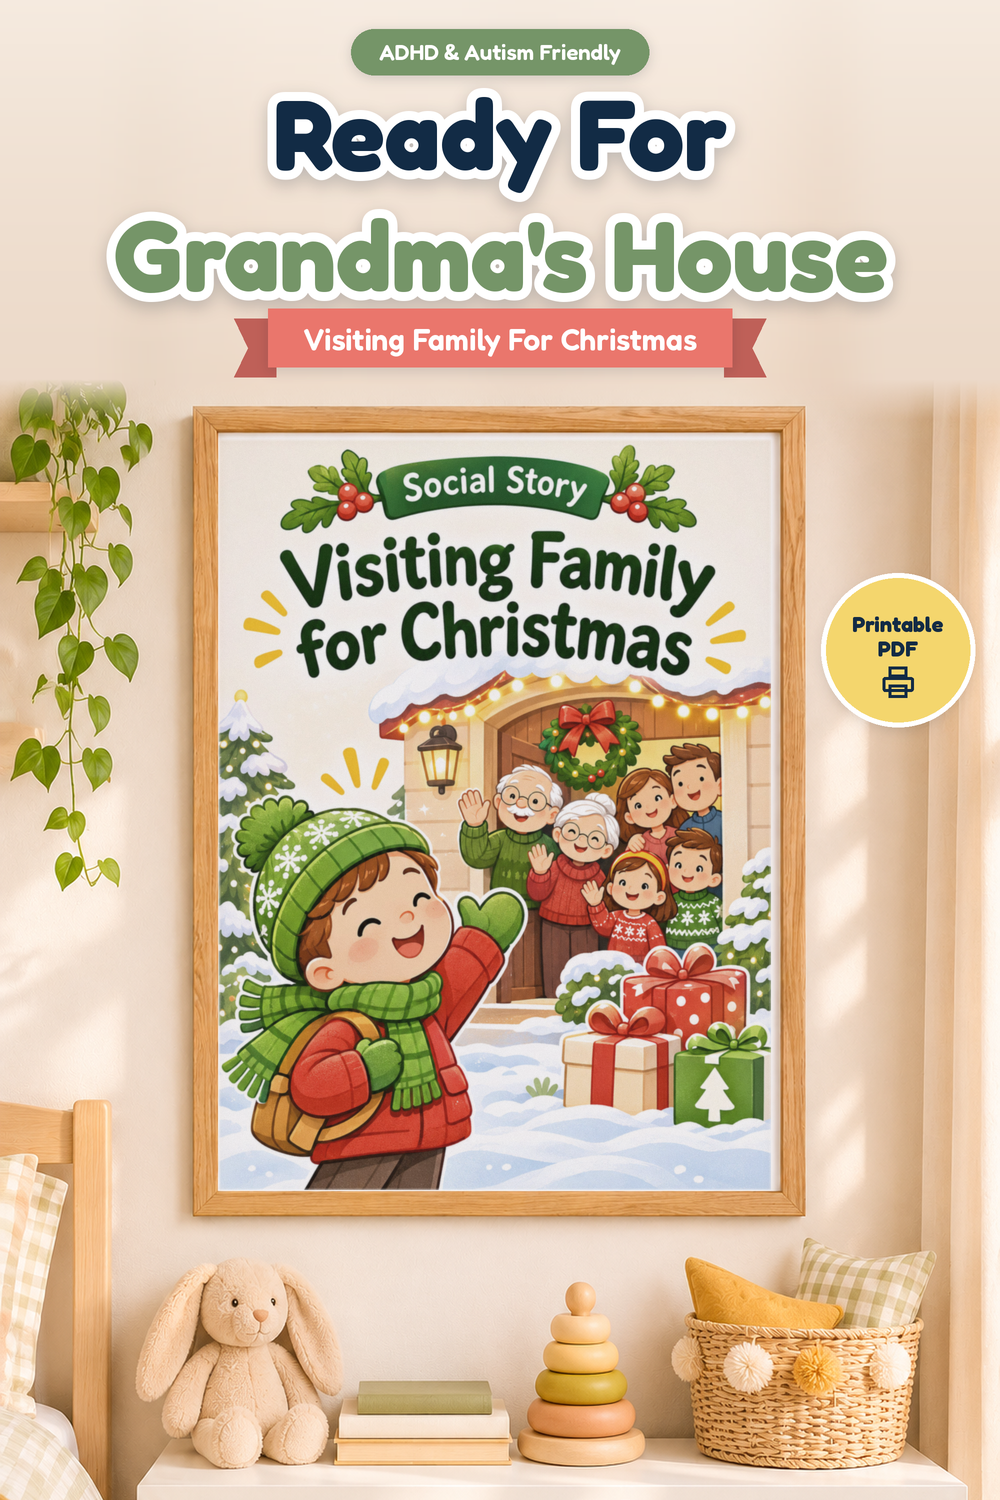 ADHD & Autism Friendly
Ready For
Grandma's House
Visiting Family For Christmas
Social Story
Visiting Family
for Christmas
Printable
PDF